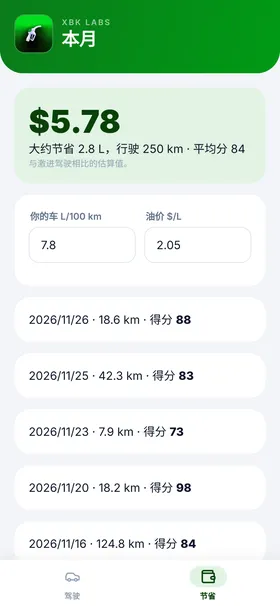 XBK LABS
本月
$5.78
大约节省 2.8 L，行驶 250 km · 平均分 84
与激进驾驶相比的估算值。
你的车 L/100 km
油价 $/L
7.8
2.05
2026/11/26 · 18.6 km · 得分 88
2026/11/25 · 42.3 km · 得分 83
2026/11/23 · 7.9 km · 得分 73
2026/11/20 · 18.2 km · 得分 98
2026/11/16 · 124.8 km · 得分 84
驾驶
节省